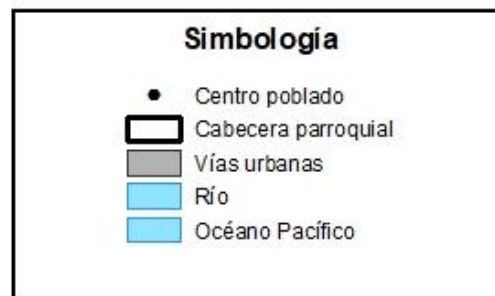 Simbología
Centro poblado
Cabecera parroquial
Vías urbanas
Río
Océano Pacífico